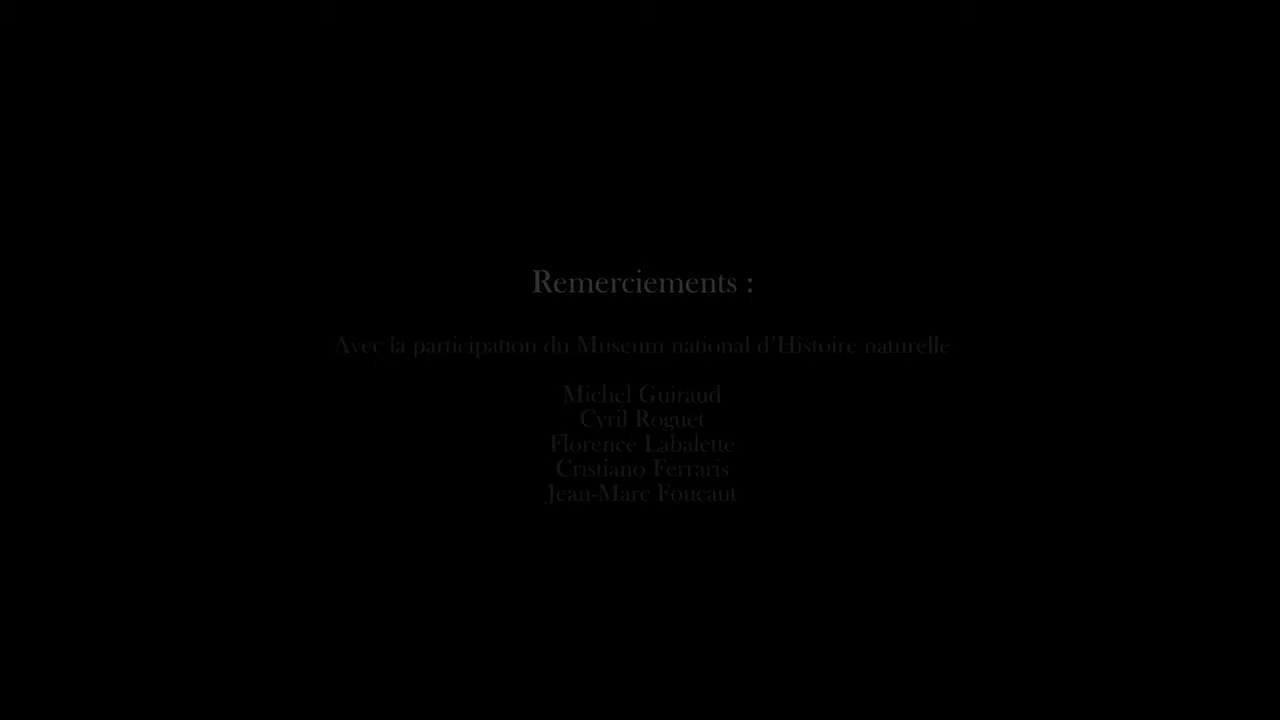 Remerciements :
Avec la participation du Museum national d'Histoire naturelle
Michel Guiraud
Cyril Roguet
Florence Labalette
Cristiano Ferraris
Jean-Marc Foucaut